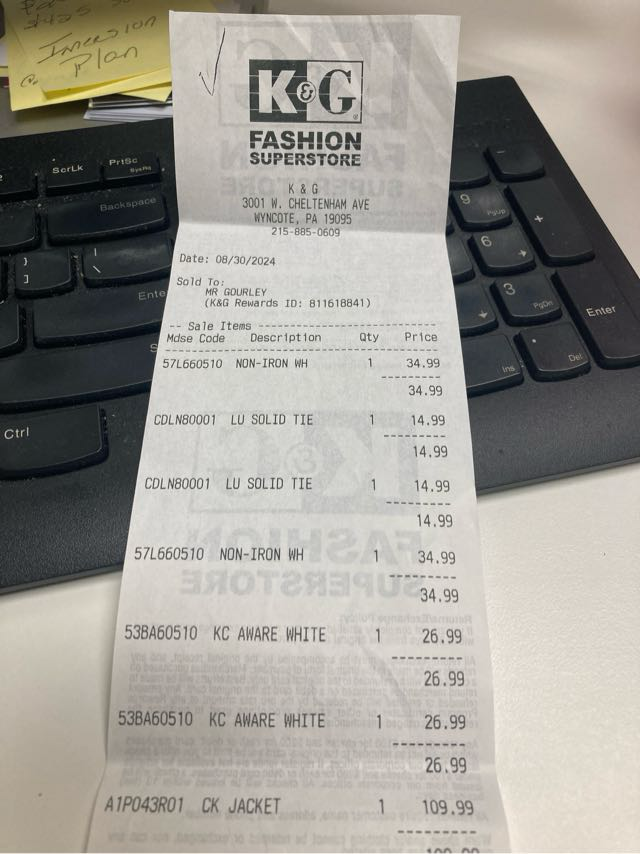 Imersion
Plan
K&G
FASHION
SUPERSTORE
K & G
3001 W. CHELTENHAM AVE
WYNCOTE, PA 19095
215-885-0609
Date: 08/30/2024
Sold To:
MR GOURLEY
(K&G Rewards ID: 811618841)
-- Sale Items --------------------
Mdse Code Description Qty Price
57L660510 NON-IRON WH 1 34.99
34.99
CDLN80001 LU SOLID TIE 1 14.99
14.99
CDLN80001 LU SOLID TIE 1 14.99
14.99
57L660510 NON-IRON WH 1 34.99
34.99
53BA60510 KC AWARE WHITE 1 26.99
26.99
53BA60510 KC AWARE WHITE 1 26.99
26.99
A1P043R01 CK JACKET 1 109.99
ScrLk
PrtSc
SysRq
Backspace
}
]
|
\
Enter
Ctrl
9
PgUp
+
6
3
PgDn
Enter
Ins
.
Del